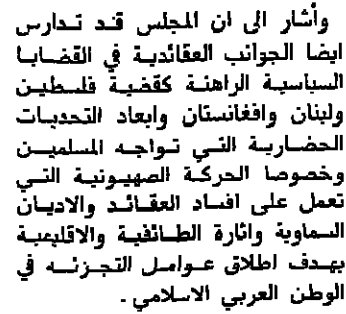 وأشار الى ان المجلس قد تدارس
ايضا الجوانب العقائدية في القضايا
السياسية الراهنة كقضية فلسطين
ولبنان وافغانستان وابعاد التحديات
الحضارية التي تواجه المسلمين
وخصوصا الحركة الصهيونية التي
تعمل على افساد العقائد والاديان
السماوية واثارة الطائفية والاقليمية
بهدف اطلاق عوامل التجزئه في
الوطن العربي الاسلامي .